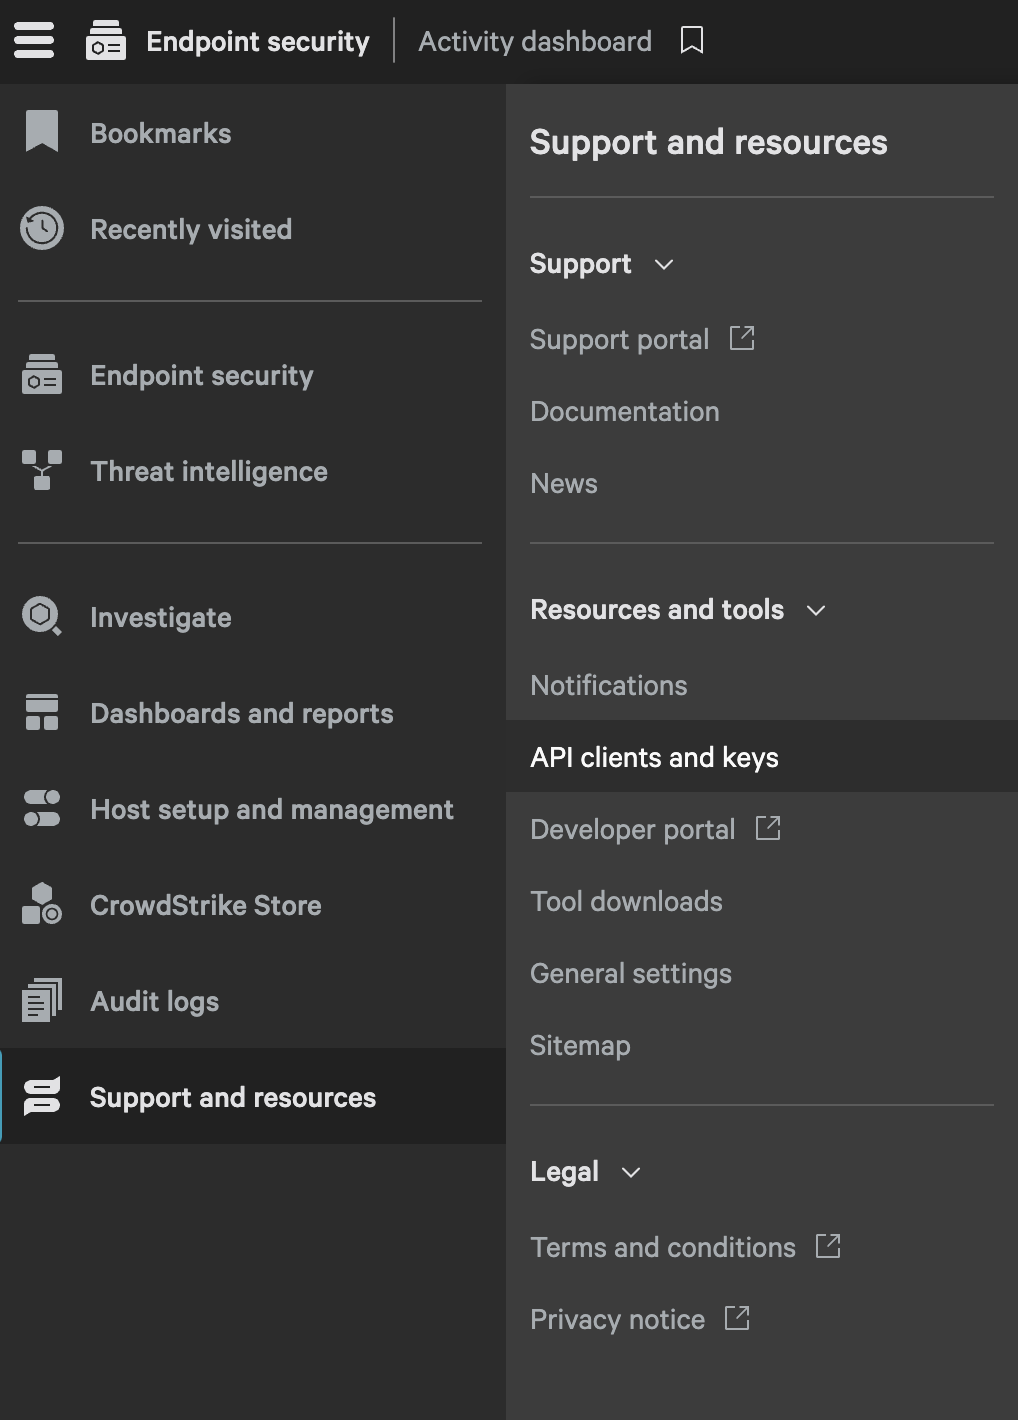 Endpoint security
Activity dashboard
Bookmarks
Recently visited
Endpoint security
Threat intelligence
Investigate
Dashboards and reports
Host setup and management
CrowdStrike Store
Audit logs
Support and resources
Support and resources
Support
Support portal
Documentation
News
Resources and tools
Notifications
API clients and keys
Developer portal
Tool downloads
General settings
Sitemap
Legal
Terms and conditions
Privacy notice